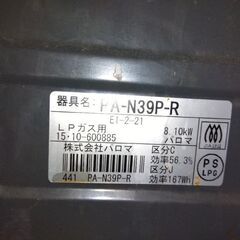 器具名: PA-N39P-R
EI-2-21
LPガス用 8.10kW
15·10-600885 パロマ
株式会社パロマ 区分C
効率56.3%
区分J
441 PA-N39P-R 効率167Wh
PS
LPG